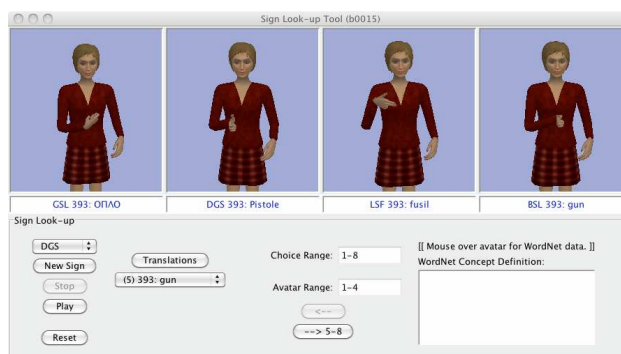 Sign Look-up Tool (b0015)
GSL 393: ΟΠΛΟ
DGS 393: Pistole
LSF 393: fusil
BSL 393: gun
Sign Look-up
DGS
New Sign
Stop
Play
Reset
Translations
(5) 393: gun
Choice Range: 1-8
Avatar Range: 1-4
<--
--> 5-8
[[ Mouse over avatar for WordNet data. ]]
WordNet Concept Definition: